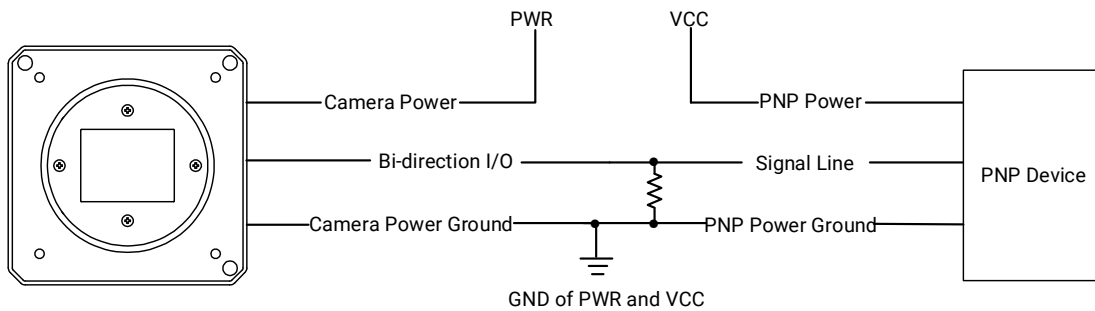 PWR
VCC
Camera Power
PNP Power
Bi-direction I/O
Signal Line
PNP Device
Camera Power Ground
PNP Power Ground
GND of PWR and VCC